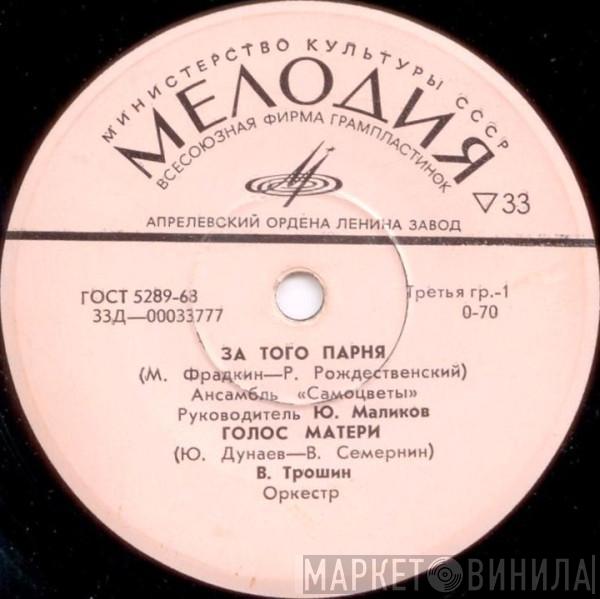 МИНИСТЕРСТВО КУЛЬТУРЫ СССР
МЕЛОДИЯ
ВСЕСОЮЗНАЯ ФИРМА ГРАМПЛАСТИНОК
▽33
АПРЕЛЕВСКИЙ ОРДЕНА ЛЕНИНА ЗАВОД
ГОСТ 5289-68 Третья гр.-1
33Д—00033777 0-70
ЗА ТОГО ПАРНЯ
(М. Фрадкин—Р. Рождественский)
Ансамбль «Самоцветы»
Руководитель Ю. Маликов
ГОЛОС МАТЕРИ
(Ю. Дунаев—В. Семернин)
В. Трошин
Оркестр
МАРКЕТ ВИНИЛА